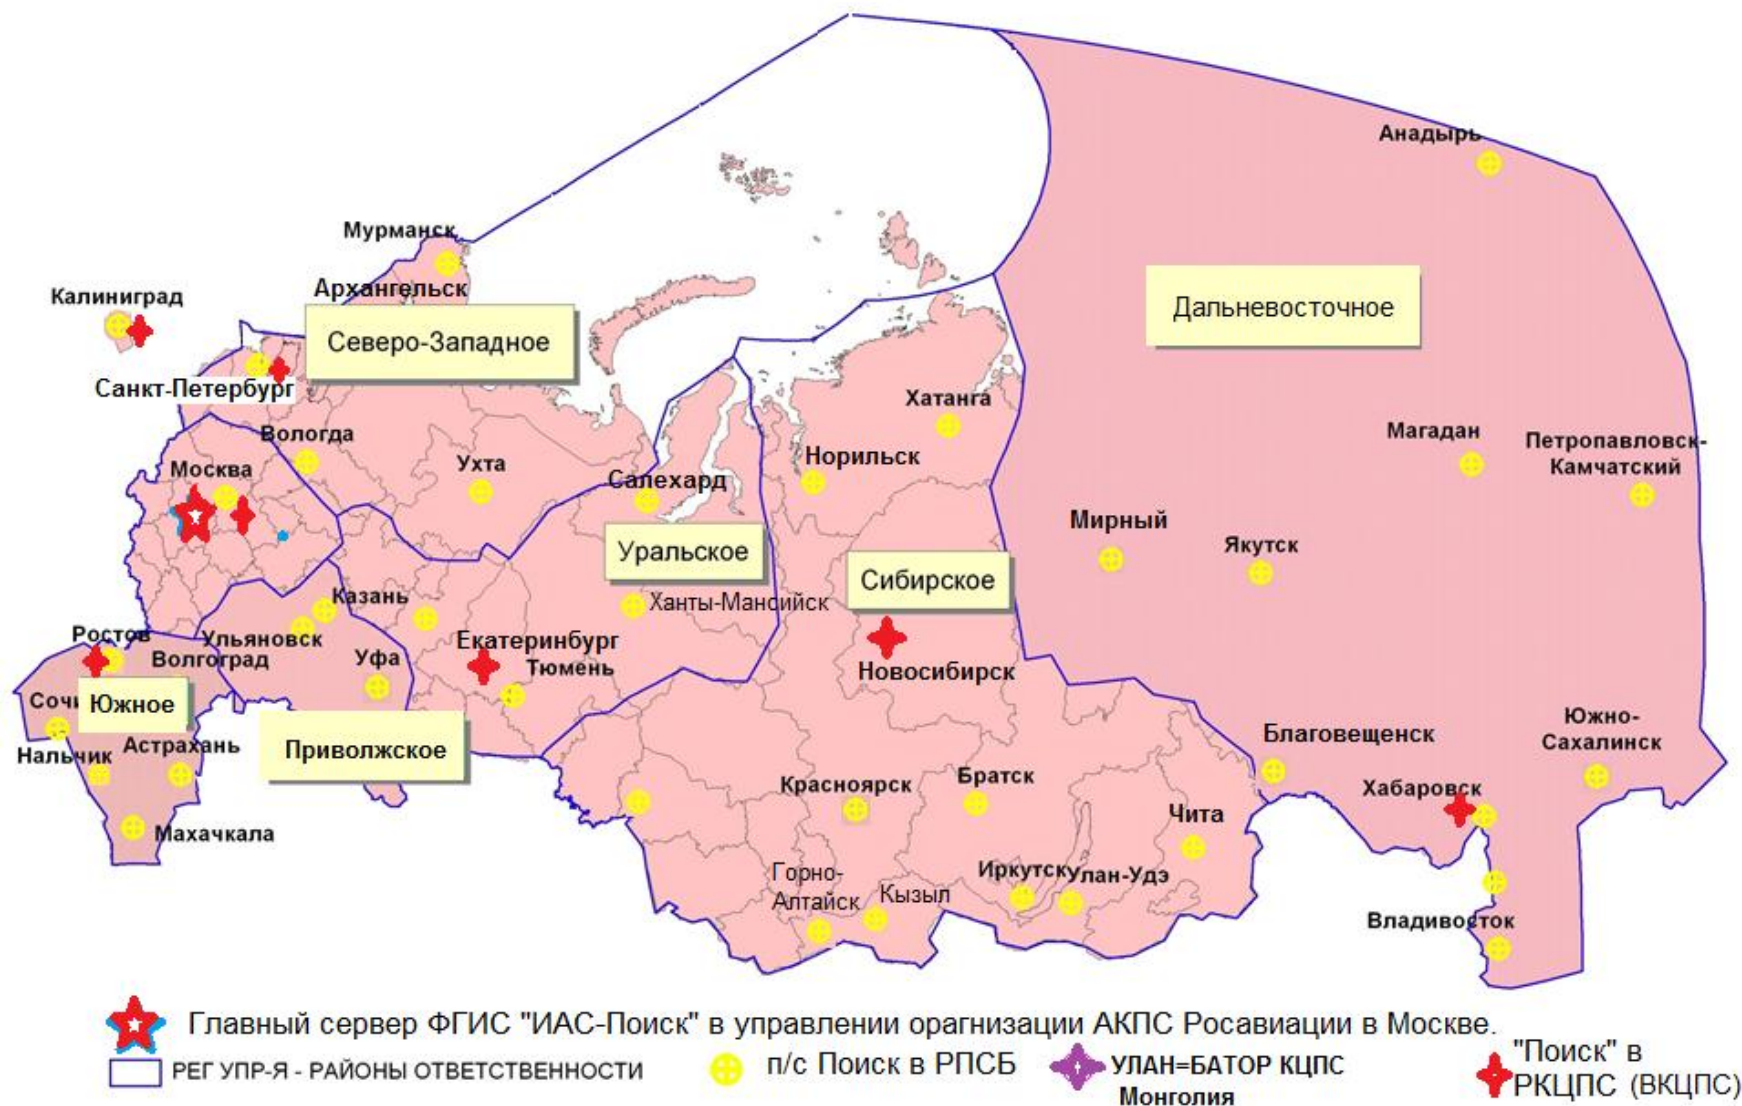 Анадырь
Мурманск
Архангельск
Калиниград
Дальневосточное
Северо-Западное
Санкт-Петербург
Хатанга
Вологда
Магадан
Петропавловск-
Камчатский
Москва
Ухта
Норильск
Салехард
Мирный
Уральское
Якутск
Сибирское
Казань
Ханты-Мансийск
Ростов
Ульяновск
Екатеринбург
Волгоград
Уфа
Тюмень
Новосибирск
Сочи
Южное
Южно-
Сахалинск
Благовещенск
Нальчик
Астрахань
Приволжское
Красноярск
Братск
Хабаровск
Чита
Махачкала
Горно-
Алтайск
Кызыл
Иркутск
Улан-Удэ
Владивосток
Главный сервер ФГИС "ИАС-Поиск" в управлении орагнизации АКПС Росавиации в Москве.
РЕГ УПР-Я - РАЙОНЫ ОТВЕТСТВЕННОСТИ
п/с Поиск в РПСБ
УЛАН=БАТОР КЦПС
Монголия
"Поиск" в
РКЦПС (ВКЦПС)